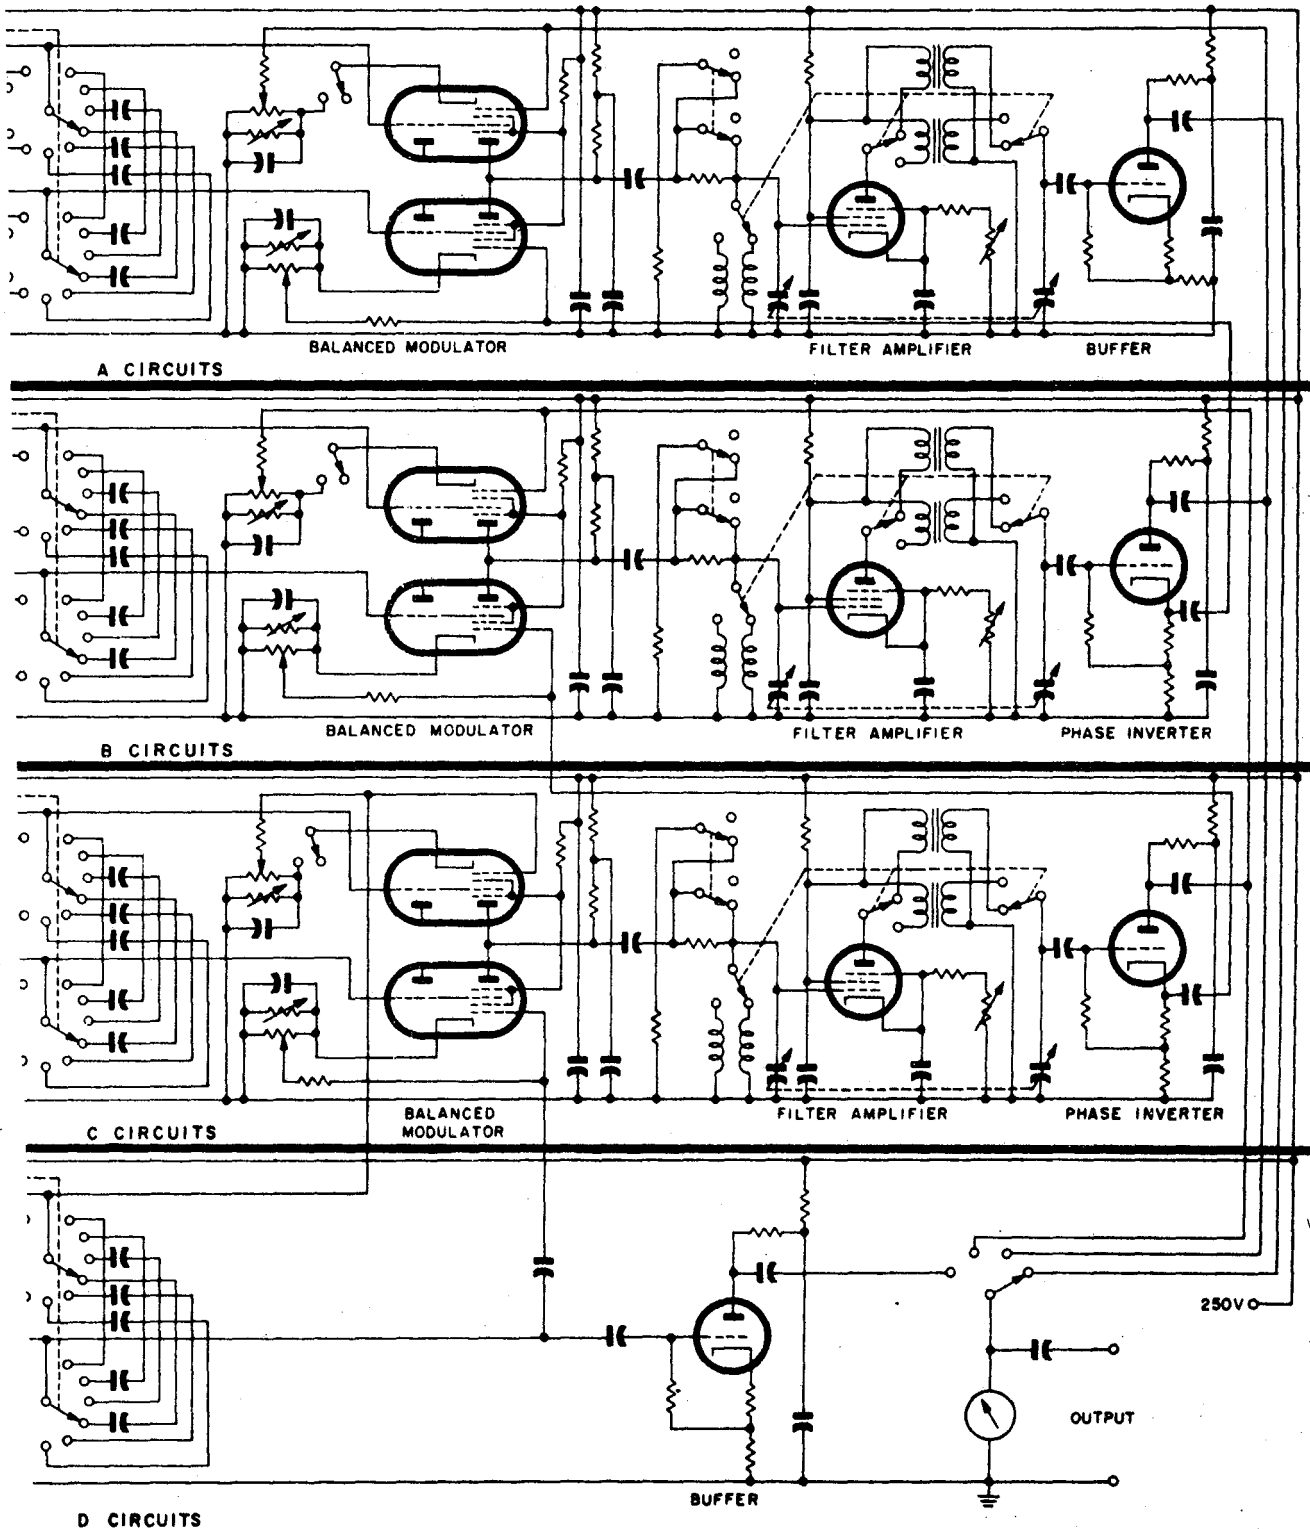 BALANCED MODULATOR
FILTER AMPLIFIER
BUFFER
A CIRCUITS
BALANCED MODULATOR
FILTER AMPLIFIER
PHASE INVERTER
B CIRCUITS
BALANCED
MODULATOR
FILTER AMPLIFIER
PHASE INVERTER
C CIRCUITS
250V
OUTPUT
BUFFER
D CIRCUITS